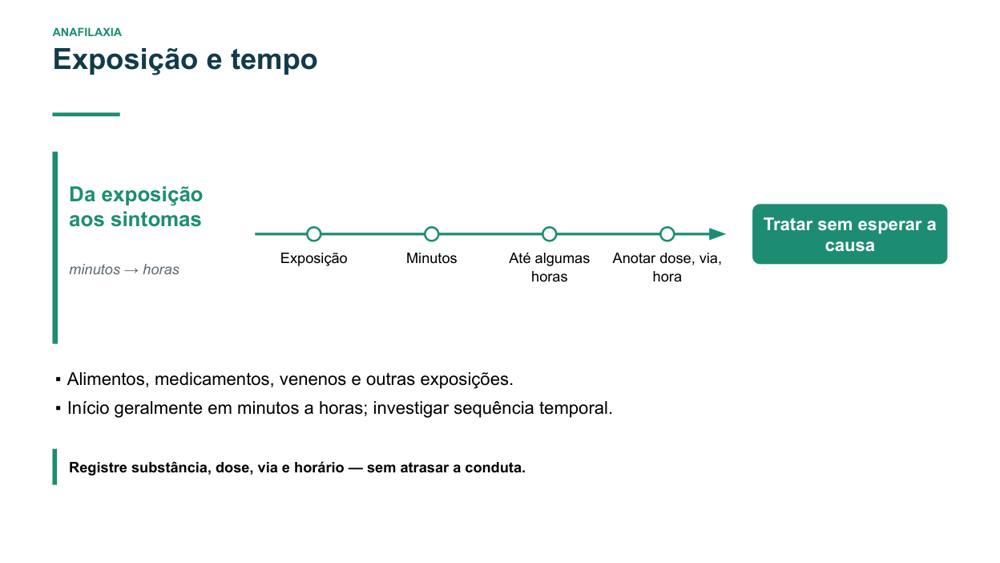 ANAFILAXIA
Exposição e tempo
Da exposição
aos sintomas
minutos → horas
Exposição
Minutos
Até algumas
horas
Anotar dose, via,
hora
Tratar sem esperar a
causa
▪ Alimentos, medicamentos, venenos e outras exposições.
▪ Início geralmente em minutos a horas; investigar sequência temporal.
Registre substância, dose, via e horário — sem atrasar a conduta.